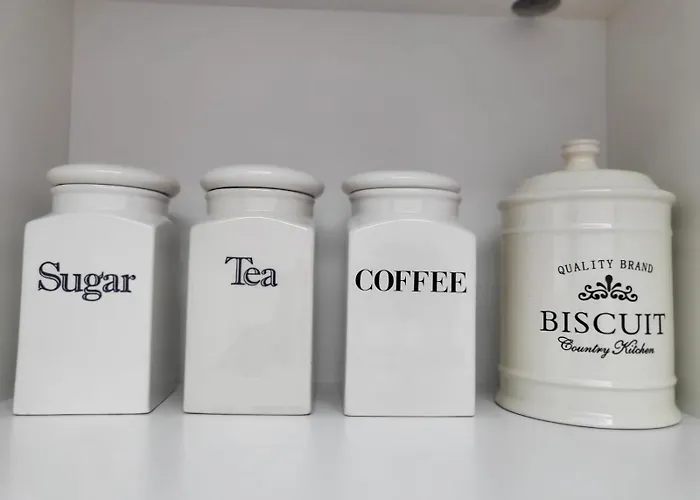 Sugar
Tea
COFFEE
QUALITY BRAND
BISCUIT
Country Kitchen